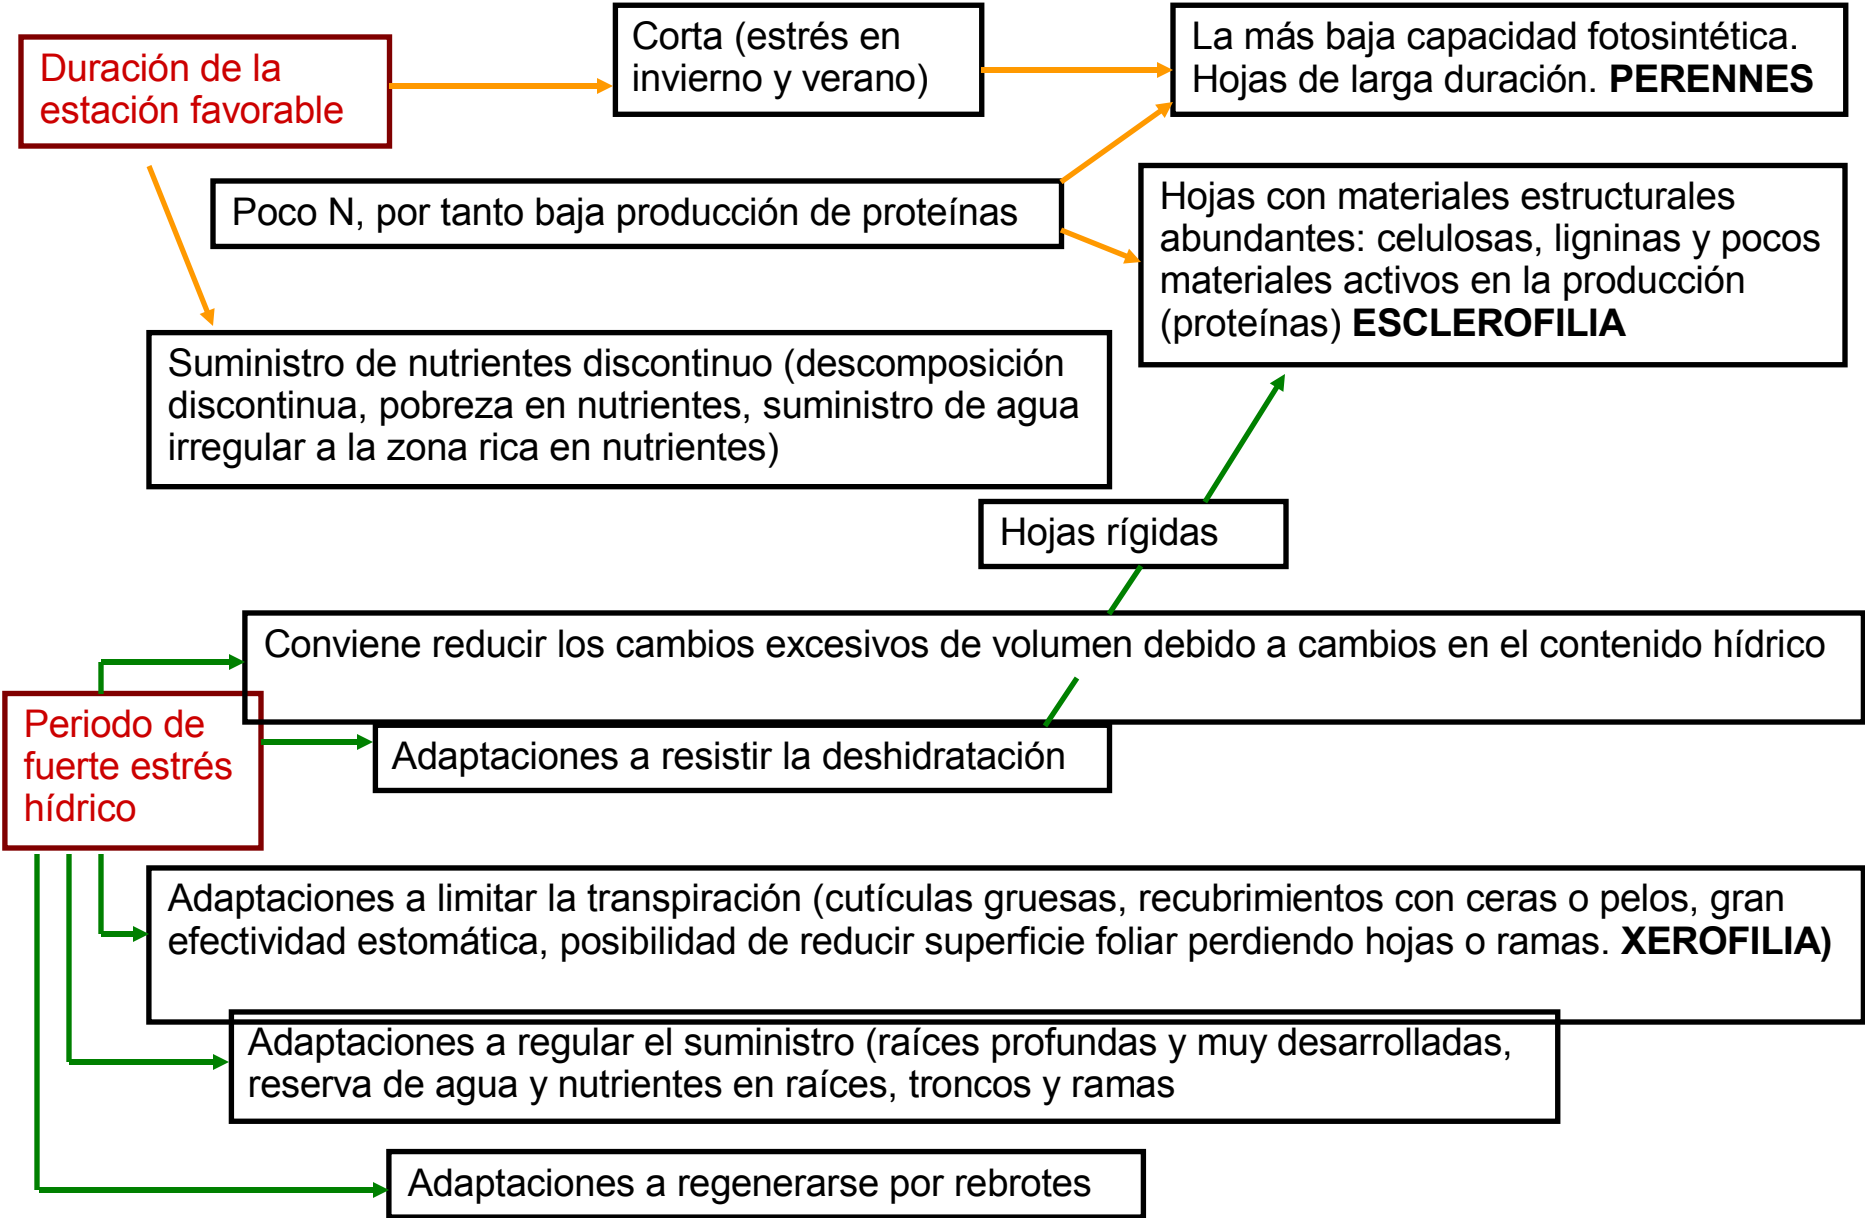 Duración de la
estación favorable
Corta (estrés en
invierno y verano)
La más baja capacidad fotosintética.
Hojas de larga duración. PERENNES
Poco N, por tanto baja producción de proteínas
Hojas con materiales estructurales
abundantes: celulosas, ligninas y pocos
materiales activos en la producción
(proteínas) ESCLEROFILIA
Suministro de nutrientes discontinuo (descomposición
discontinua, pobreza en nutrientes, suministro de agua
irregular a la zona rica en nutrientes)
Hojas rígidas
Conviene reducir los cambios excesivos de volumen debido a cambios en el contenido hídrico
Periodo de
fuerte estrés
hídrico
Adaptaciones a resistir la deshidratación
Adaptaciones a limitar la transpiración (cutículas gruesas, recubrimientos con ceras o pelos, gran
efectividad estomática, posibilidad de reducir superficie foliar perdiendo hojas o ramas. XEROFILIA)
Adaptaciones a regular el suministro (raíces profundas y muy desarrolladas,
reserva de agua y nutrientes en raíces, troncos y ramas
Adaptaciones a regenerarse por rebrotes